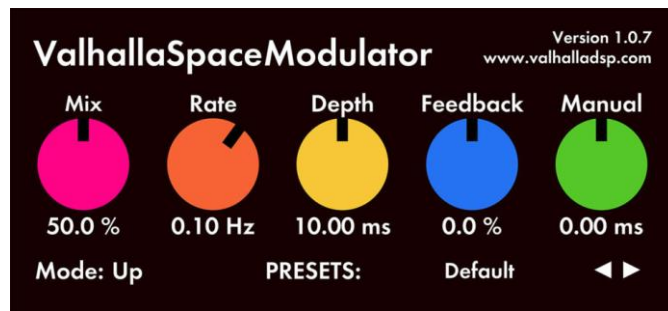 ValhallaSpaceModulator
Version 1.0.7
www.valhalladsp.com
Mix Rate Depth Feedback Manual
50.0 % 0.10 Hz 10.00 ms 0.0 % 0.00 ms
Mode: Up PRESETS: Default